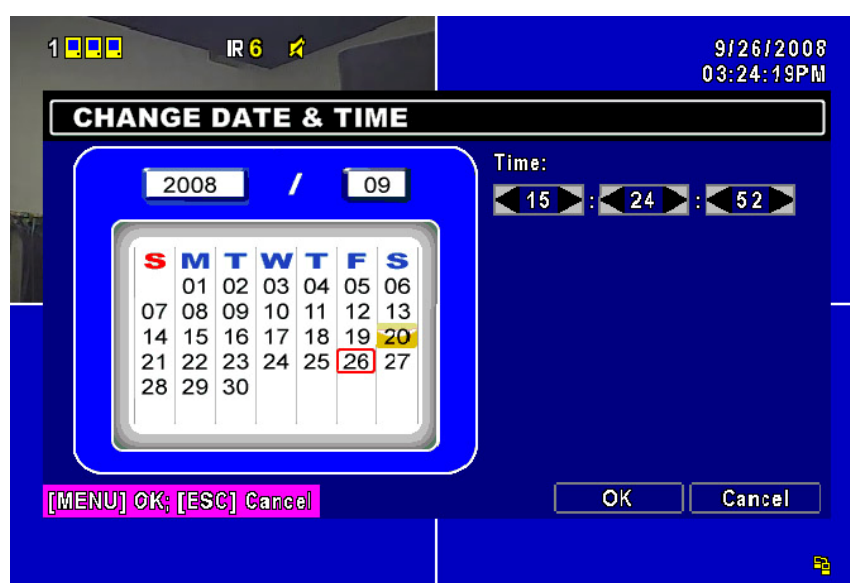 1 IR 6 9/26/2008
03:24:19PM
CHANGE DATE & TIME
2008 / 09
Time:
15 : 24 : 52
S M T W T F S
01 02 03 04 05 06
07 08 09 10 11 12 13
14 15 16 17 18 19 20
21 22 23 24 25 26 27
28 29 30
[MENU] OK; [ESC] Cancel
OK Cancel